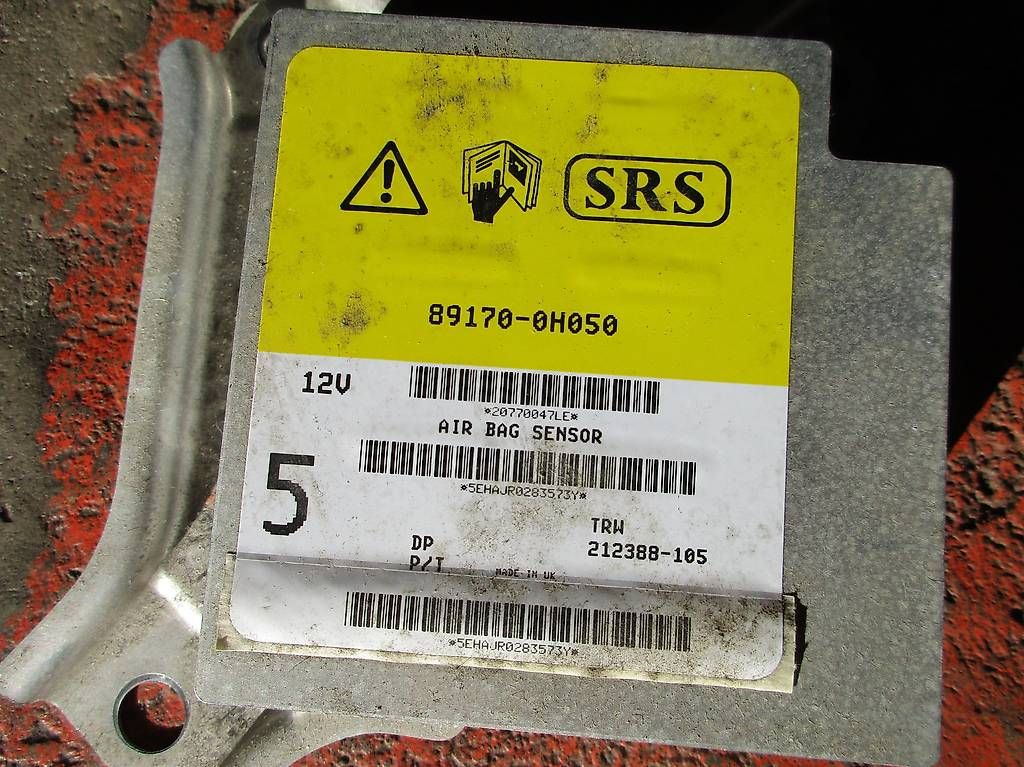 SRS
89170-0H050
12V
*20770047LE*
AIR BAG SENSOR
*5EHAJR0283573Y*
5
TRW
DP
212388-105
P/T
MADE IN UK
*5EHAJR0283573Y*